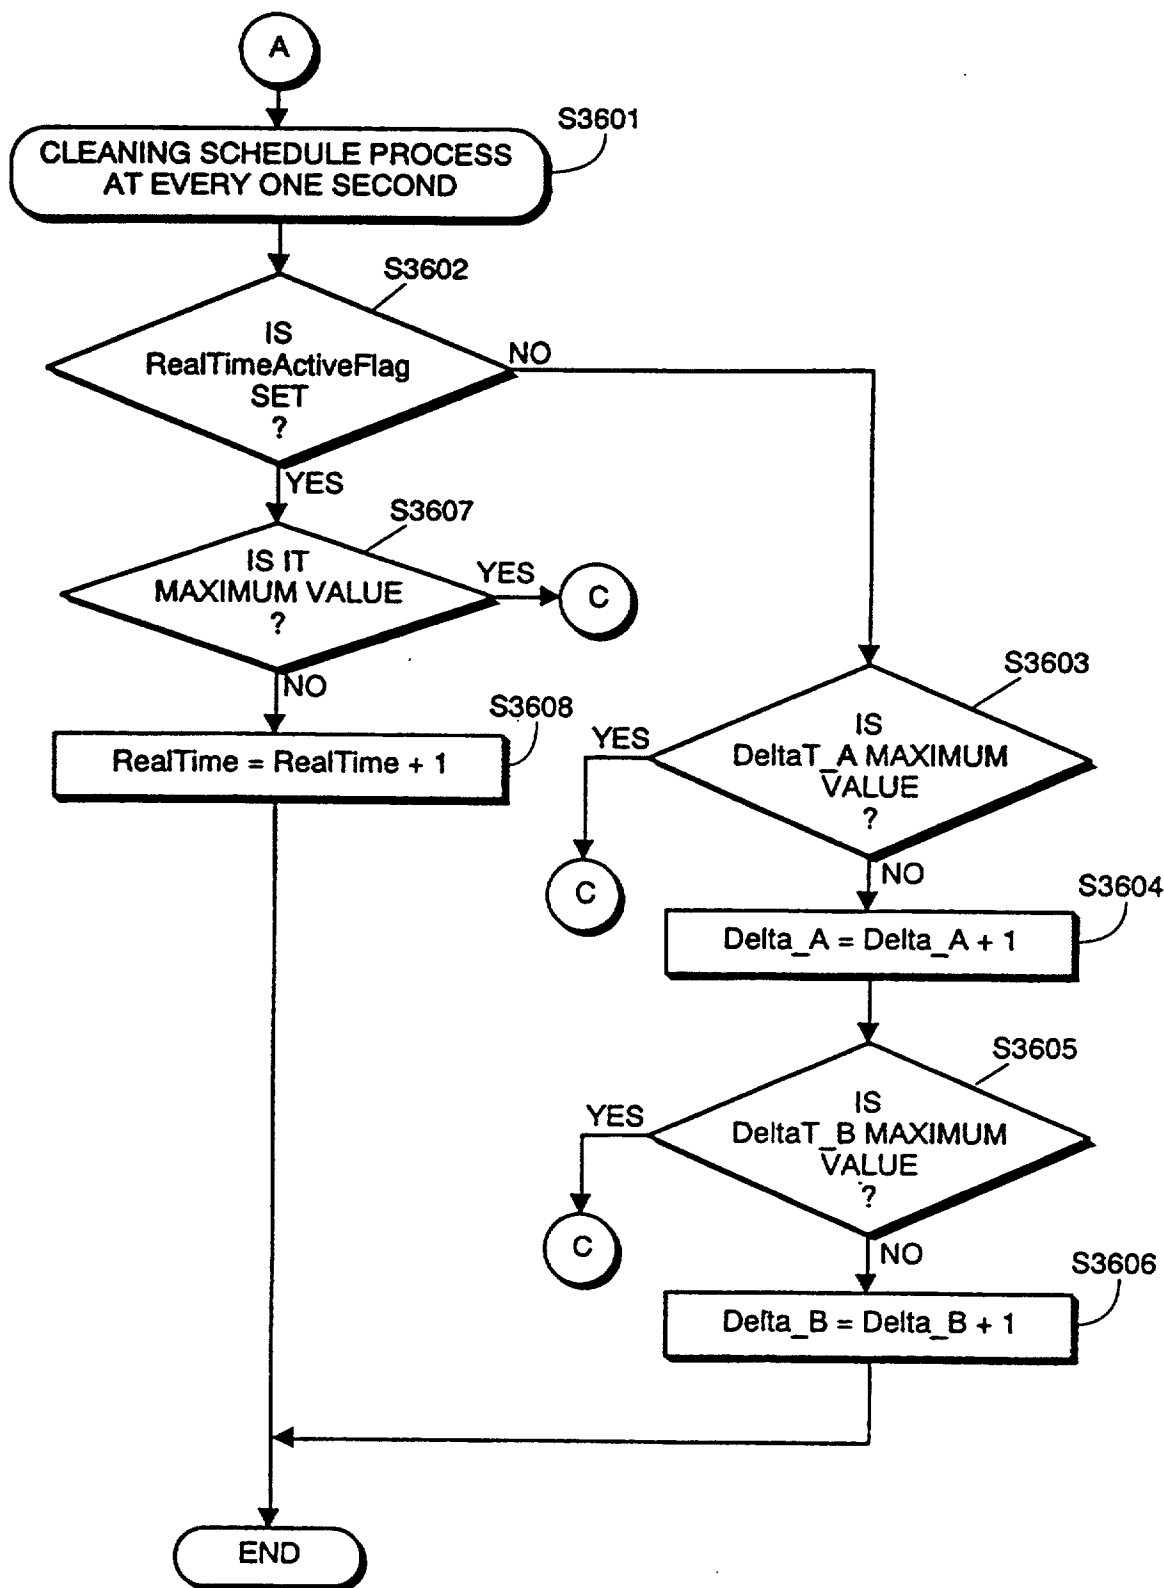 A
S3601
CLEANING SCHEDULE PROCESS
AT EVERY ONE SECOND
S3602
IS
RealTimeActiveFlag
SET
?
NO
YES
S3607
IS IT
MAXIMUM VALUE
?
YES
C
NO
S3608
RealTime = RealTime + 1
S3603
IS
DeltaT_A MAXIMUM
VALUE
?
YES
C
NO
S3604
Delta_A = Delta_A + 1
S3605
IS
DeltaT_B MAXIMUM
VALUE
?
YES
C
NO
S3606
Delta_B = Delta_B + 1
END